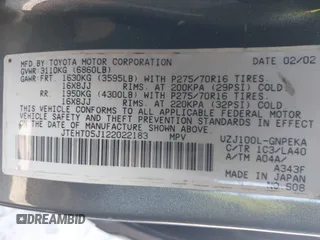 MFD.BY TOYOTA MOTOR CORPORATION DATE 02/02
GVWR 3110KG (6860LB)
GAWR FRT. 1630KG (3595LB) WITH P275/70R16 TIRES.
16X8JJ RIMS. AT 200KPA (29PSI) COLD
RR. 1950KG (4300LB) WITH P275/70R16 TIRES.
16X8JJ RIMS. AT 220KPA (32PSI) COLD
THIS VEHICLE CONFORMS TO ALL APPLICABLE FEDERAL MOTOR
VEHICLE SAFETY AND THEFT PREVENTION STANDARDS IN EFFECT
ON THE DATE OF MANUFACTURE SHOWN ABOVE.
JTEHT05J122022183 MPV UZJ100L-GNPEKA
C/TR 1C3/LA40
A/TM A04A/
A343F
MADE IN JAPAN
NO.S08